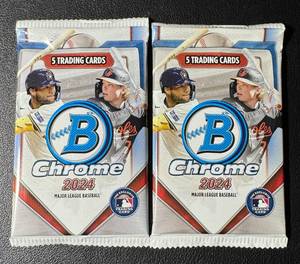 5 TRADING CARDS
B
Chrome
2024
MAJOR LEAGUE BASEBALL
5 TRADING CARDS
B
Chrome
2024
MAJOR LEAGUE BASEBALL